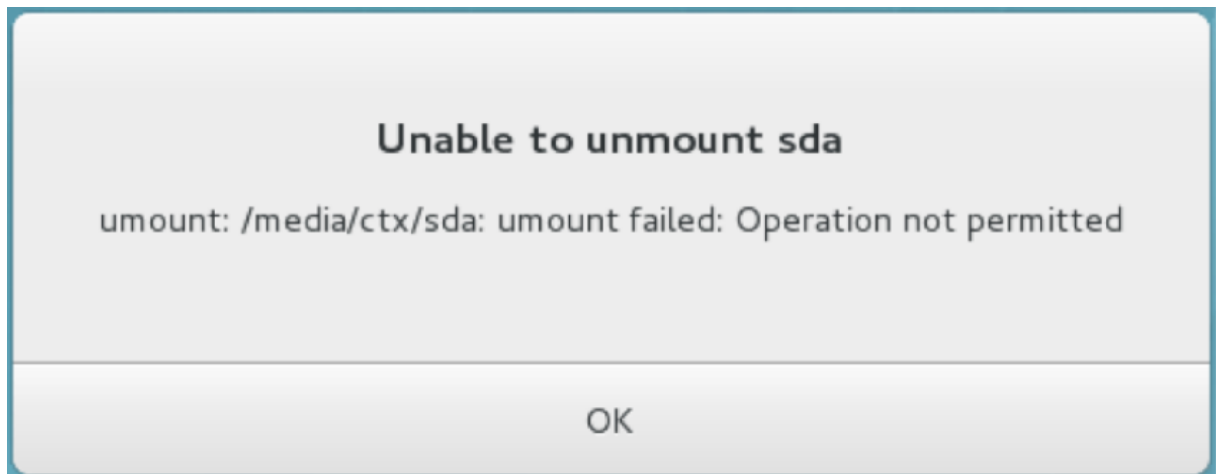 Unable to unmount sda
umount: /media/ctx/sda: umount failed: Operation not permitted
OK